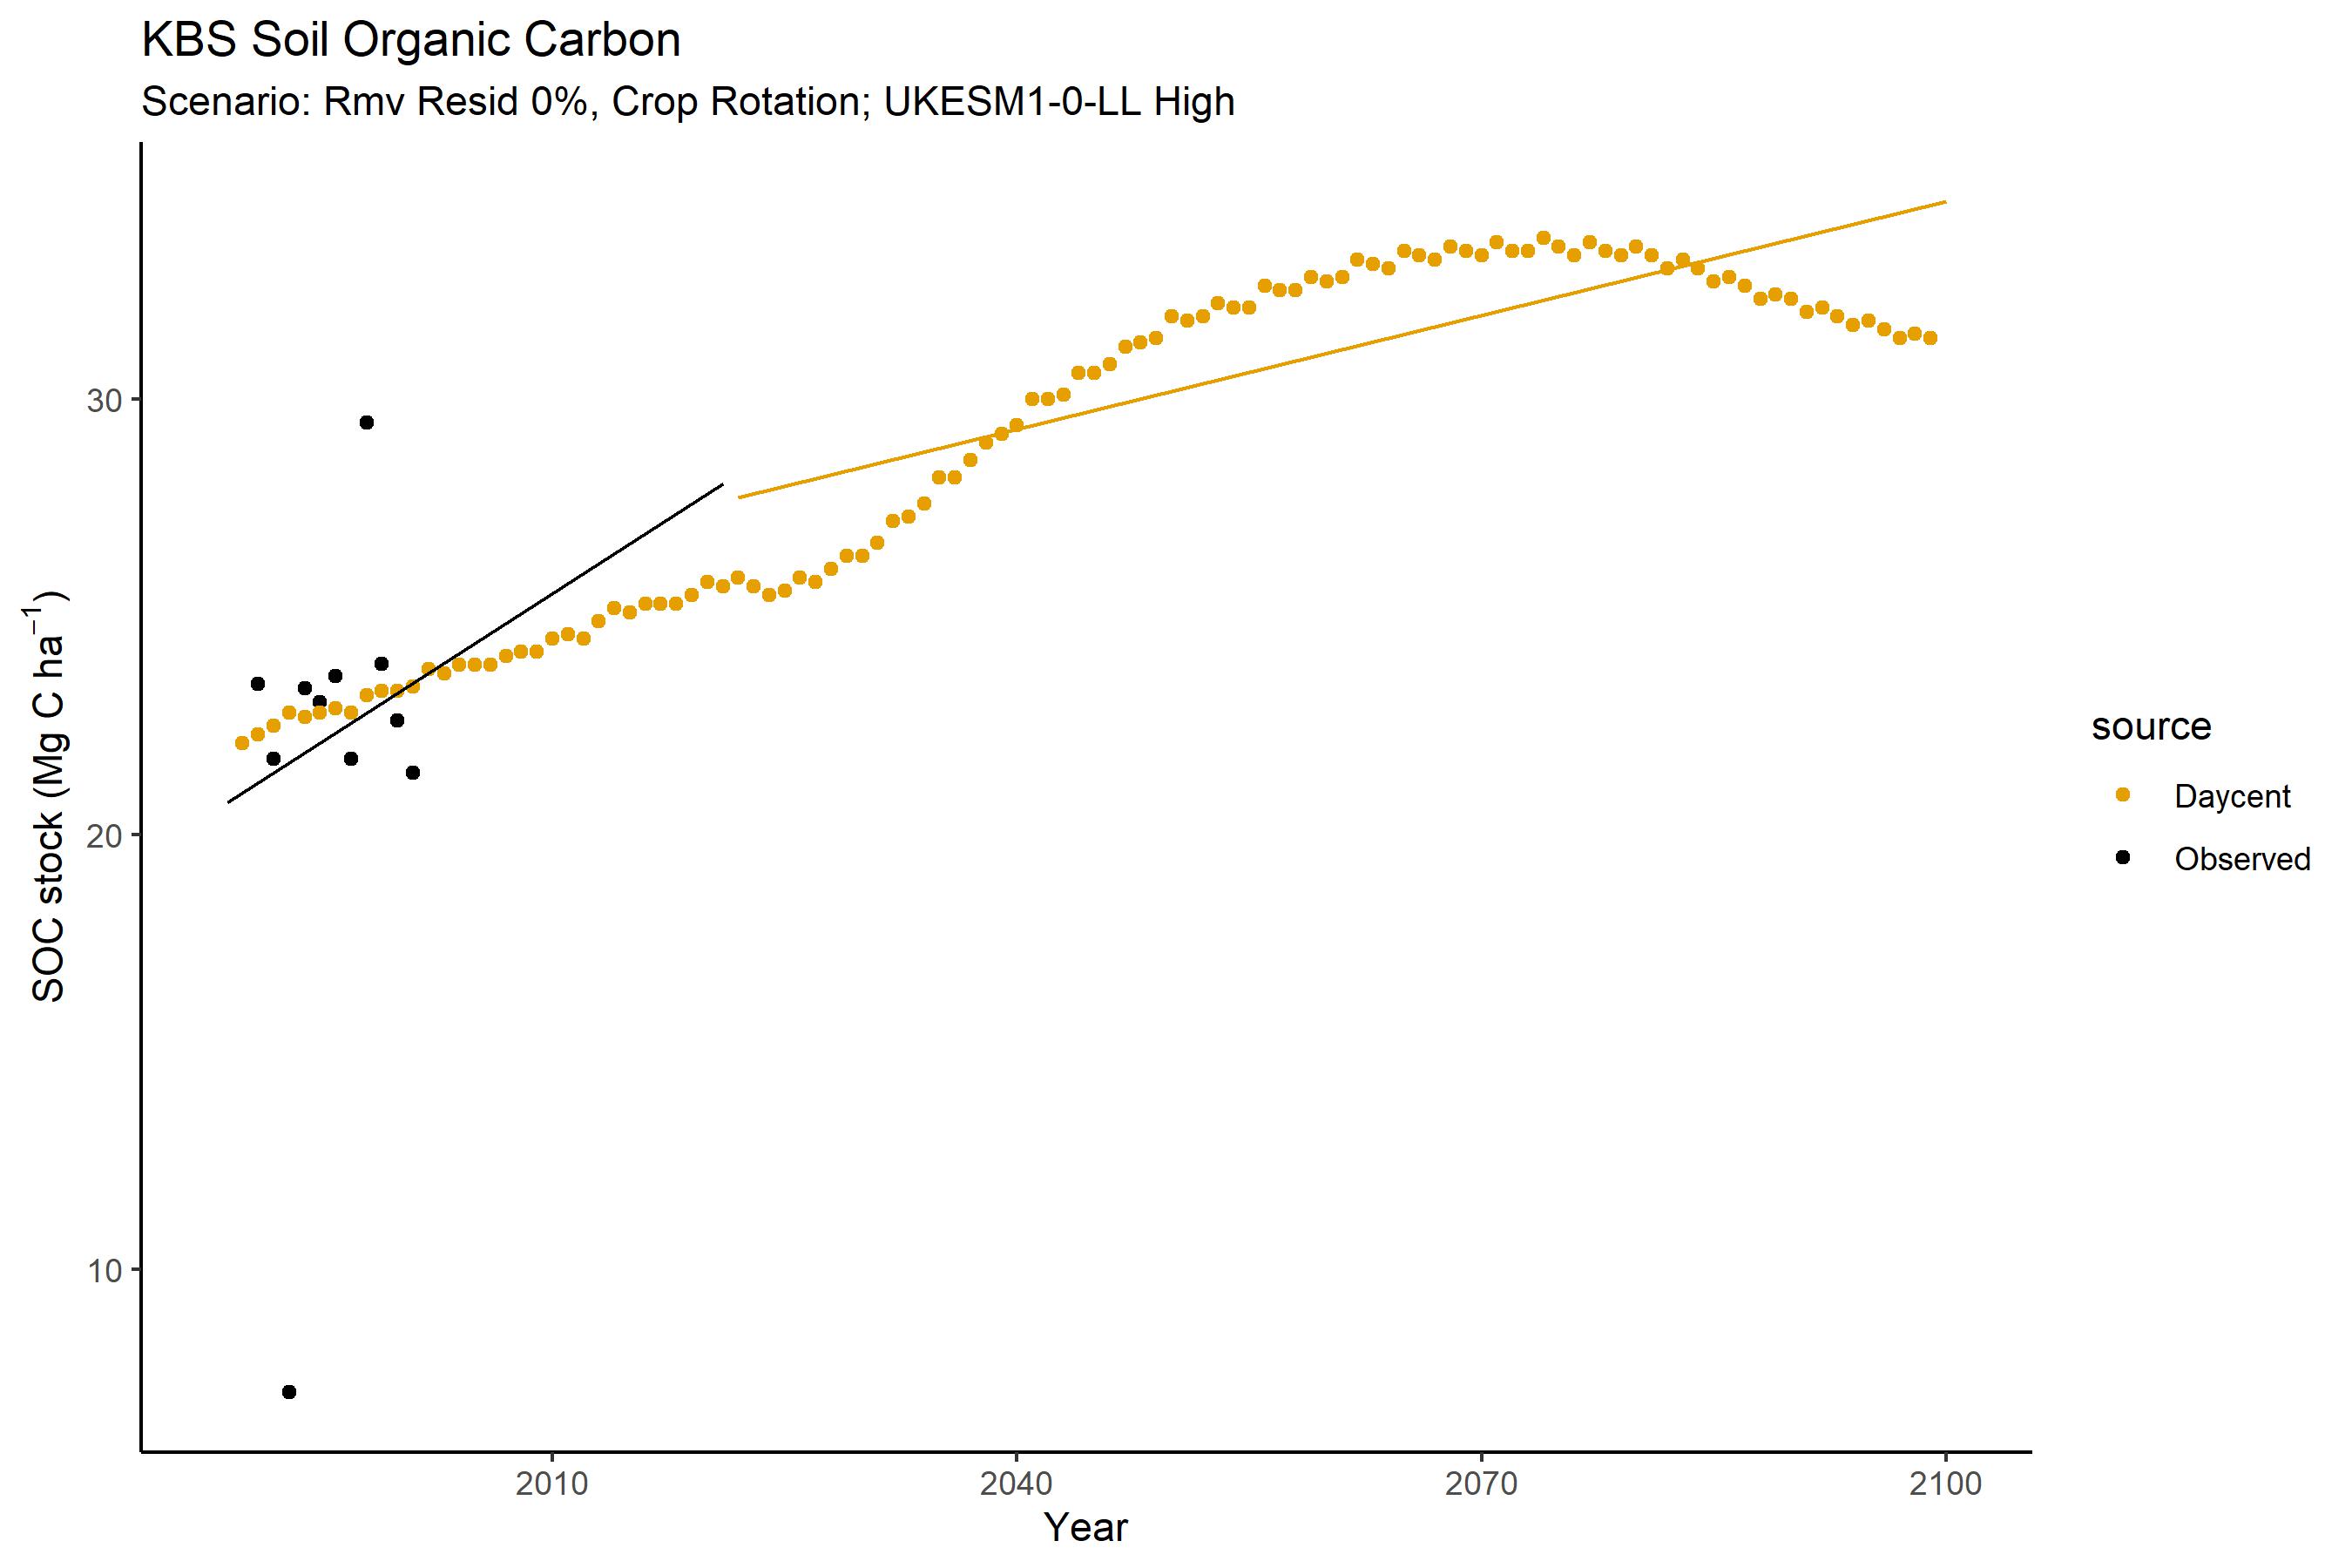 KBS Soil Organic Carbon
Scenario: Rmv Resid 0%, Crop Rotation; UKESM1-0-LL High
SOC stock (Mg C ha⁻¹)
30
20
10
2010 2040 2070 2100
Year
source
Daycent
Observed